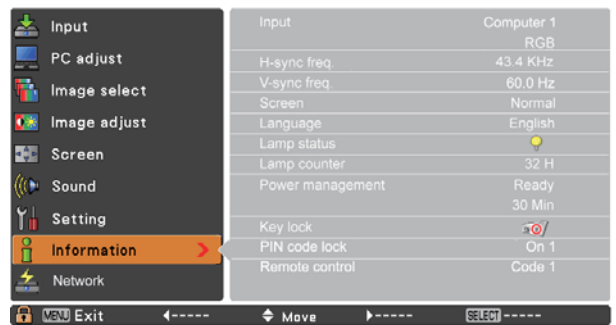 Input
PC adjust
Image select
Image adjust
Screen
Sound
Setting
Information
Network
Input Computer 1
RGB
H-sync freq. 43.4 KHz
V-sync freq. 60.0 Hz
Screen Normal
Language English
Lamp status
Lamp counter 32 H
Power management Ready
30 Min
Key lock
PIN code lock On 1
Remote control Code 1
MENU Exit ----- Move ----- SELECT -----